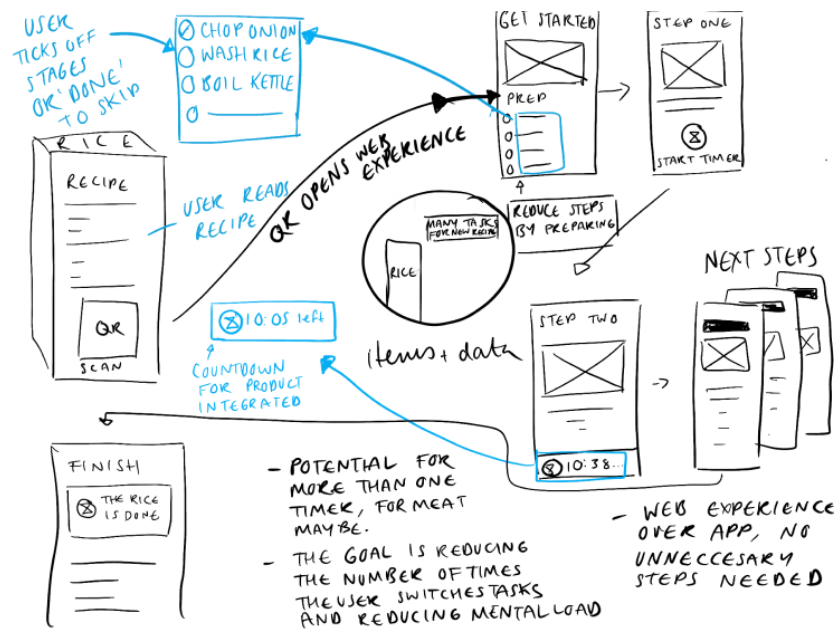 USER
TICKS OFF
STAGES
OR 'DONE'
TO SKIP
CHOP ONION
WASH RICE
BOIL KETTLE
RICE
RECIPE
QR
SCAN
USER READS
RECIPE
QR OPENS WEB
EXPERIENCE
GET STARTED
PREP
STEP ONE
START TIMER
REDUCE STEPS
BY PREPARING
MANY TASKS
FOR NEW RECIPE
RICE
items + data
10:05 left
COUNTDOWN
FOR PRODUCT
INTEGRATED
STEP TWO
10:38...
NEXT STEPS
FINISH
THE RICE
IS DONE
- POTENTIAL FOR
MORE THAN ONE
TIMER, FOR MEAT
MAYBE.
- THE GOAL IS REDUCING
THE NUMBER OF TIMES
THE USER SWITCHES TASKS
AND REDUCING MENTAL LOAD
- WEB EXPERIENCE
OVER APP, NO
UNNECCESARY
STEPS NEEDED